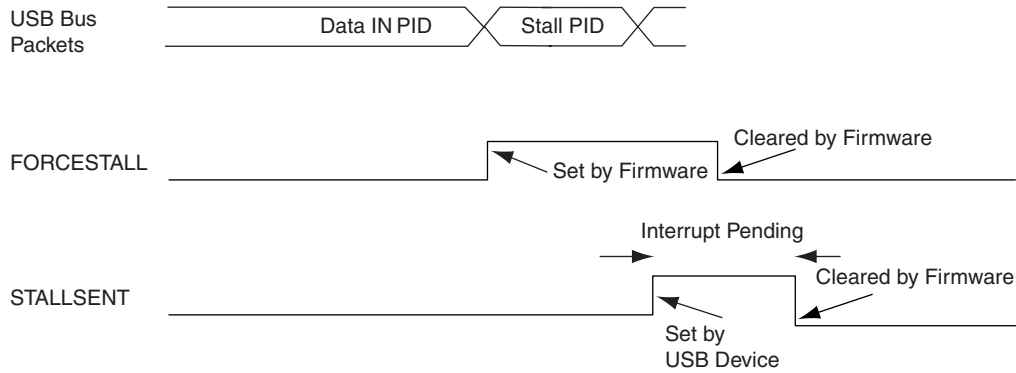 USB Bus
Packets
Data IN PID
Stall PID
FORCESTALL
Set by Firmware
Cleared by Firmware
Interrupt Pending
STALLSENT
Set by
USB Device
Cleared by Firmware